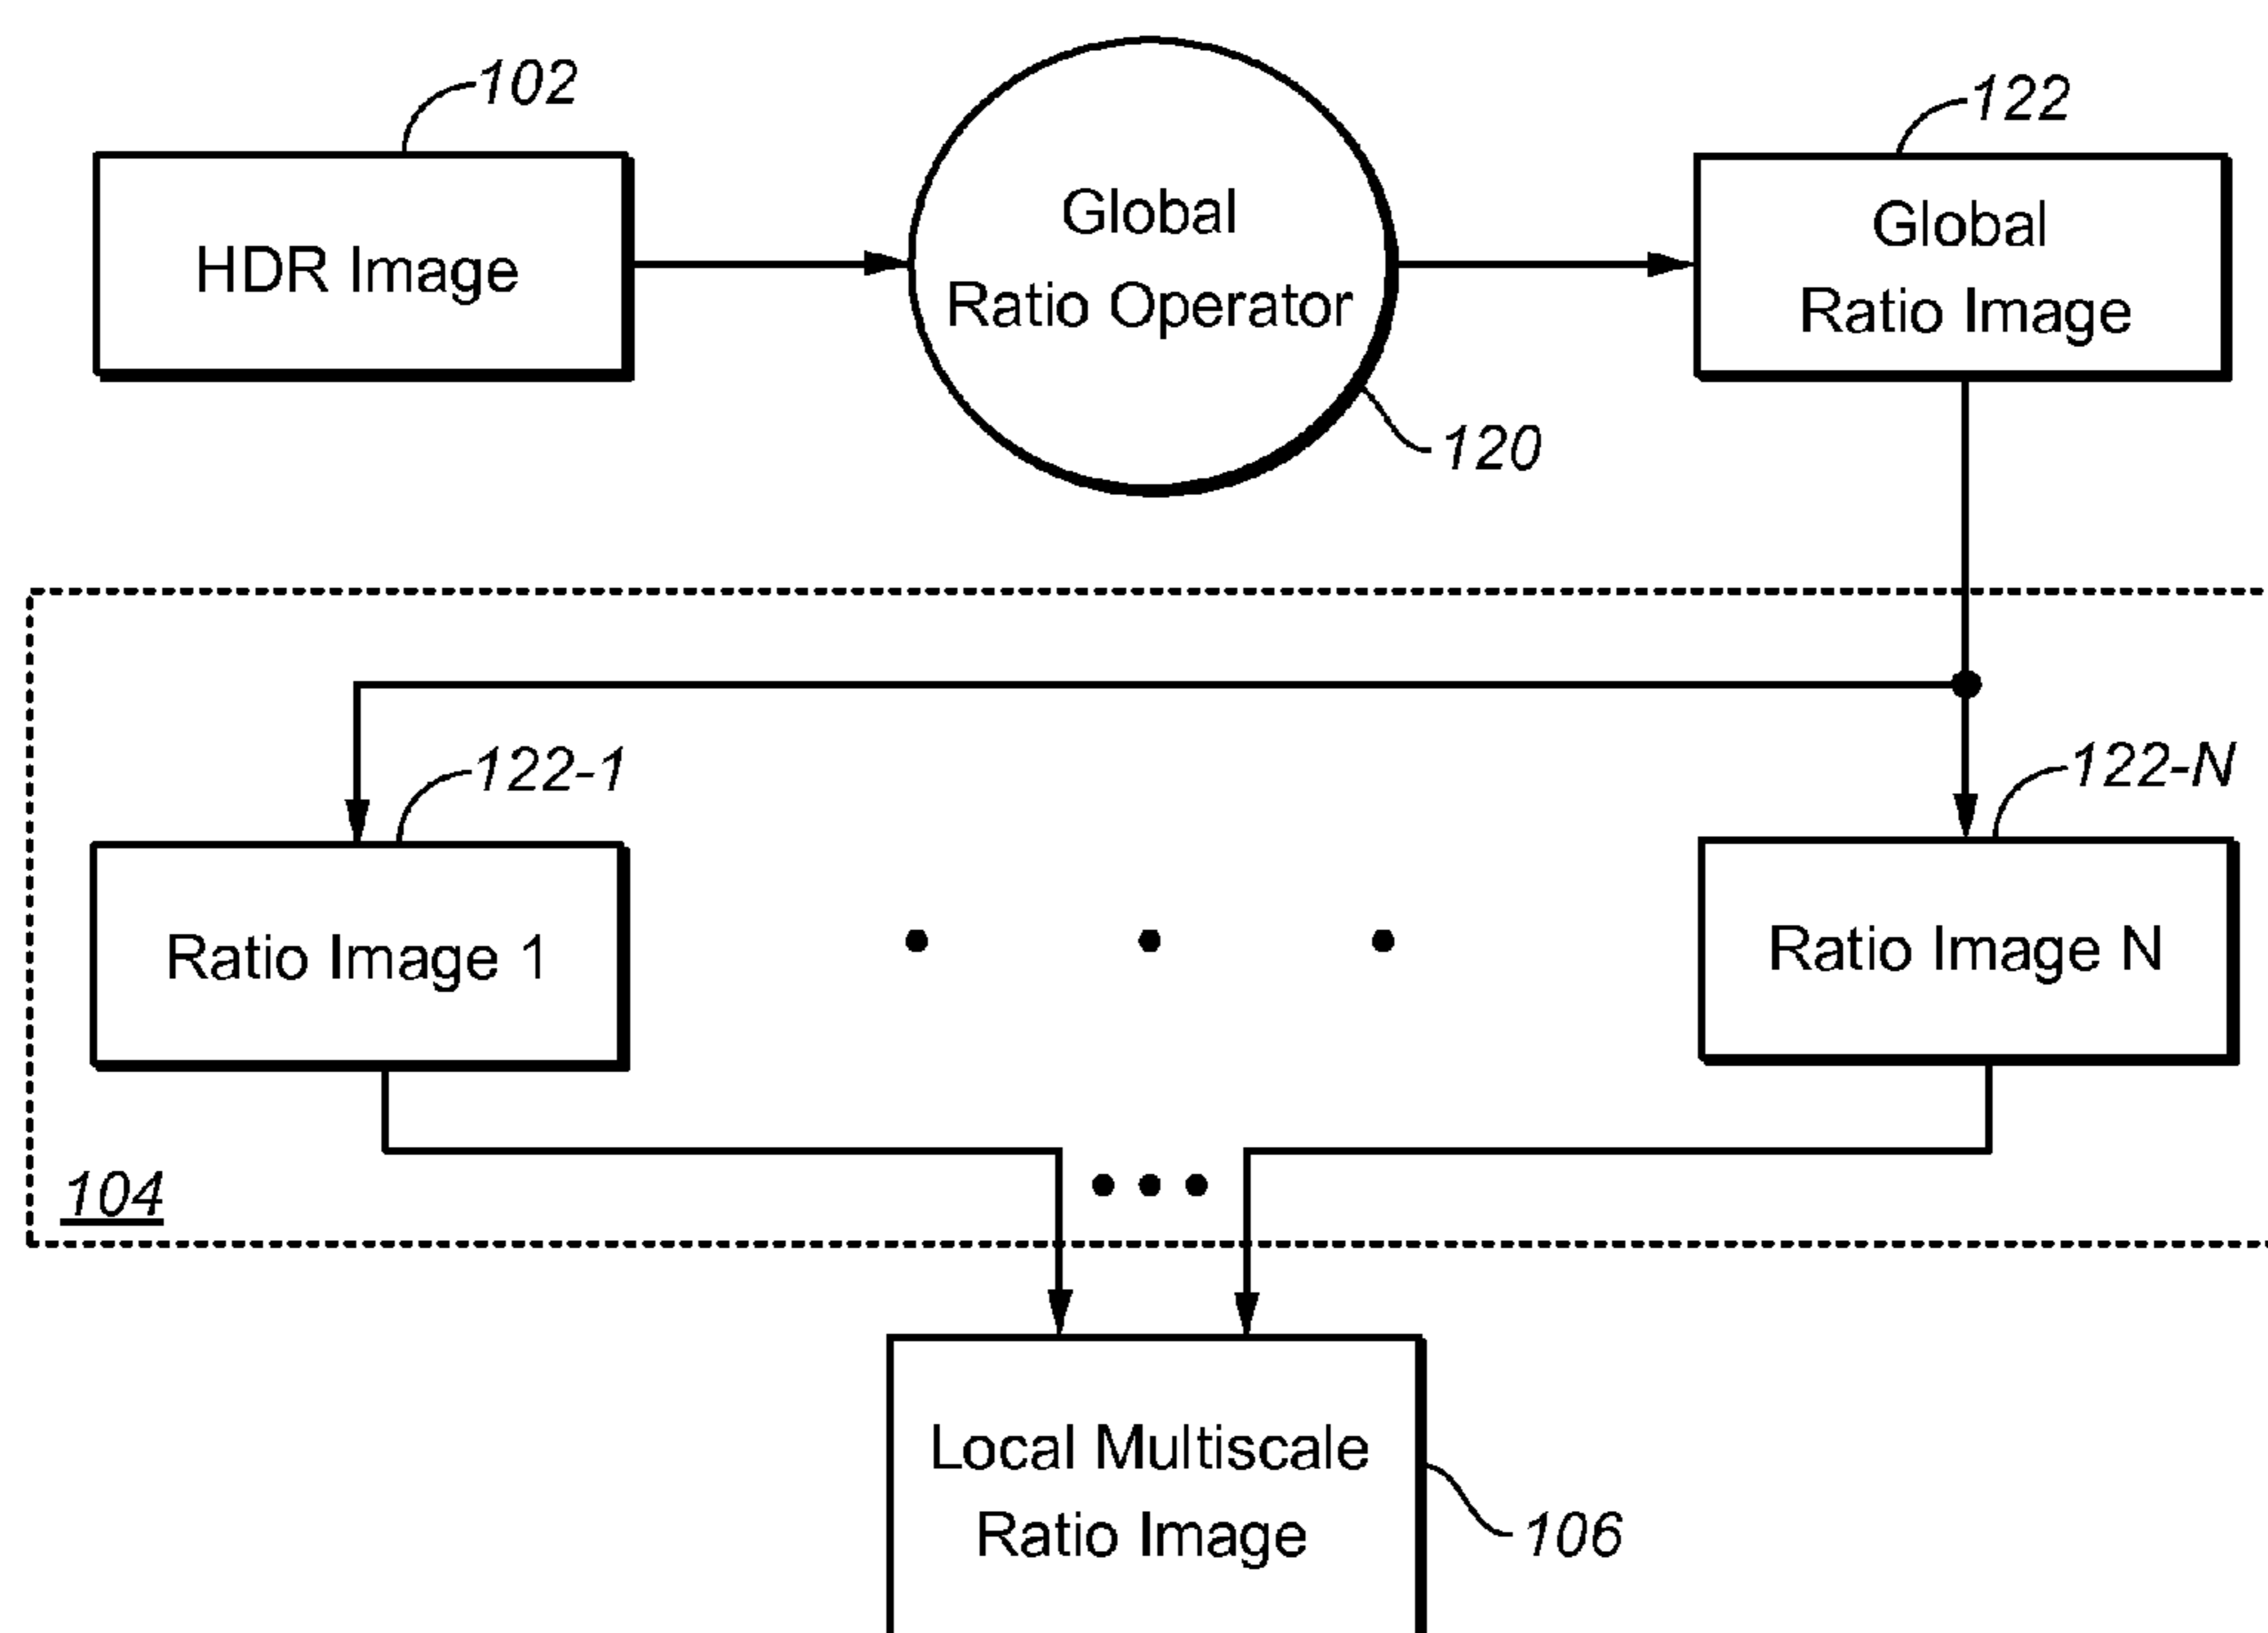 102
122
HDR Image
Global
Ratio Operator
Global
Ratio Image
120
122-1
122-N
Ratio Image 1
Ratio Image N
104
Local Multiscale
Ratio Image
106